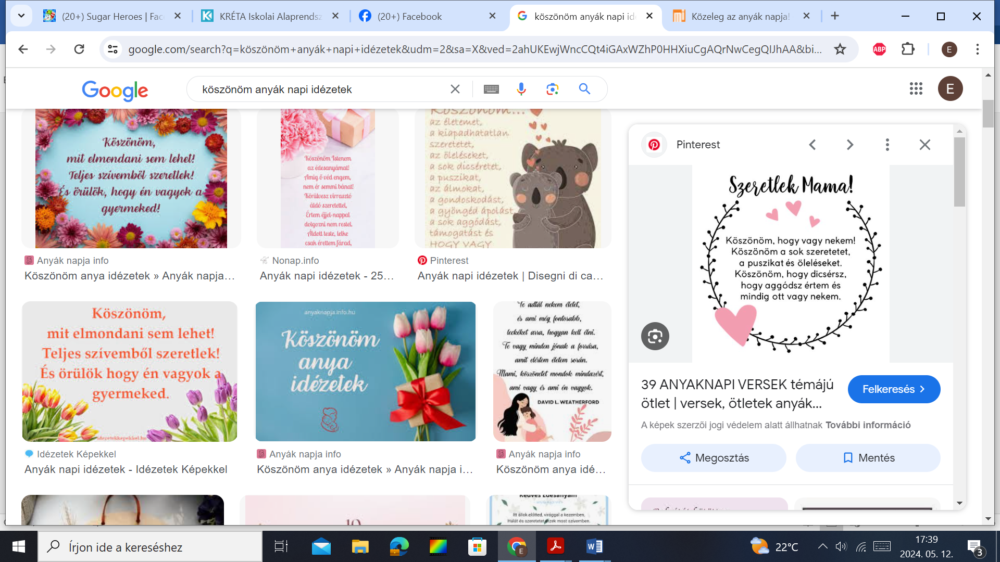 (20+) Sugar Heroes | Fac
KRÉTA Iskolai Alaprendsz
(20+) Facebook
köszönöm anyák napi idé
Közeleg az anyák napja!
google.com/search?q=köszönöm+anyák+napi+idézetek&udm=2&sa=X&ved=2ahUKEwjWncCQt4iGAxWZhP0HHXiuCgAQrNwCegQIJhAA&bi...
ABP
E
Google
köszönöm anyák napi idézetek
E
Köszönöm,
mit elmondani sem lehet!
Teljes szívemből szeretlek!
És örülök, hogy én vagyok a
gyermeked!
Anyák napja info
Köszönöm anya idézetek » Anyák napja...
Köszönöm Istenem
az édesanyámat!
Amíg ő véd engem,
nem ér semmi bánat!
Körülvesz virrasztó
áldó szeretettel,
Értem éjjel-nappal
dolgozni nem restel.
Áldott teste, lelke
csak érettem fárad,
Nonap.info
Anyák napi idézetek - 25...
Köszönöm...
az életemet,
a kiapadhatatlan
szeretetet,
az öleléseket,
a sok dicséretet,
a puszikat,
az álmokat,
a gondoskodást,
a gyöngéd ápolást
a sok aggódást,
támogatást és
HOGY VAGY
Pinterest
Anyák napi idézetek | Disegni di ca...
Köszönöm,
mit elmondani sem lehet!
Teljes szívemből szeretlek!
És örülök hogy én vagyok a
gyermeked.
idezetekkepekkel.hu
Idézetek Képekkel
Anyák napi idézetek - Idézetek Képekkel
anyaknapja.info.hu
Köszönöm
anya
idézetek
Anyák napja info
Köszönöm anya idézetek » Anyák napja i...
Te adtál nekem életet,
és ami még fontosabb,
leckéket arra, hogyan kell élni.
Te vagy minden jónak a forrása,
amit elértem életem során.
Mami, köszönetet mondok mindazért,
ami vagy és ami én vagyok.
DAVID L. WEATHERFORD
Anyák napja info
Köszönöm anya idé...
Kedves Édesanyám
Itt állok előtted, virággal a kezemben,
Hálát és szeretetet érzek most szívemben.
Pinterest
Szeretlek Mama!
Köszönöm, hogy vagy nekem!
Köszönöm a sok szeretetet,
a puszikat és öleléseket.
Köszönöm, hogy dicsérsz,
hogy aggódsz értem és
mindig ott vagy nekem.
39 ANYAKNAPI VERSEK témájú
ötlet | versek, ötletek anyák...
Felkeresés
A képek szerzői jogi védelem alatt állhatnak További információ
Megosztás
Mentés
Írjon ide a kereséshez
E
22°C
17:39
2024. 05. 12.
3